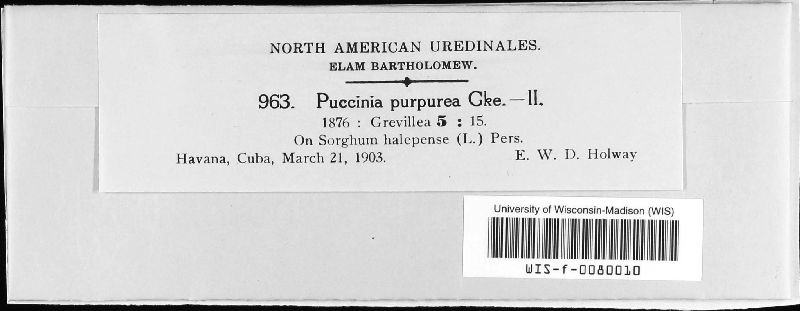 NORTH AMERICAN UREDINALES.
ELAM BARTHOLOMEW.
963. Puccinia purpurea Cke.—II.
1876 : Grevillea 5 : 15.
On Sorghum halepense (L.) Pers.
Havana, Cuba, March 21, 1903. E. W. D. Holway
University of Wisconsin-Madison (WIS)
WIS-f-0080010